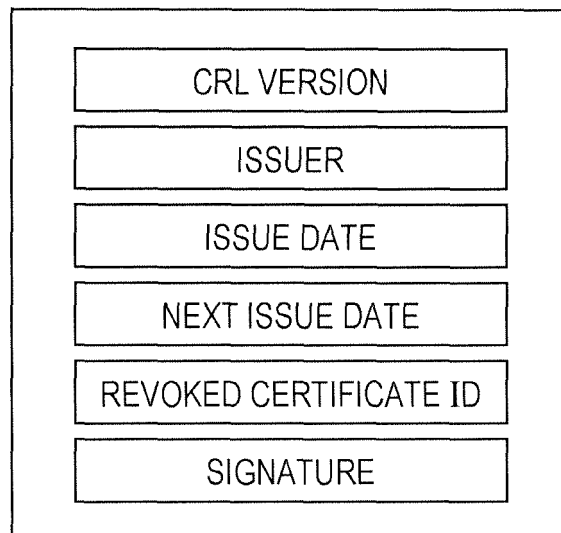 CRL VERSION
ISSUER
ISSUE DATE
NEXT ISSUE DATE
REVOKED CERTIFICATE ID
SIGNATURE